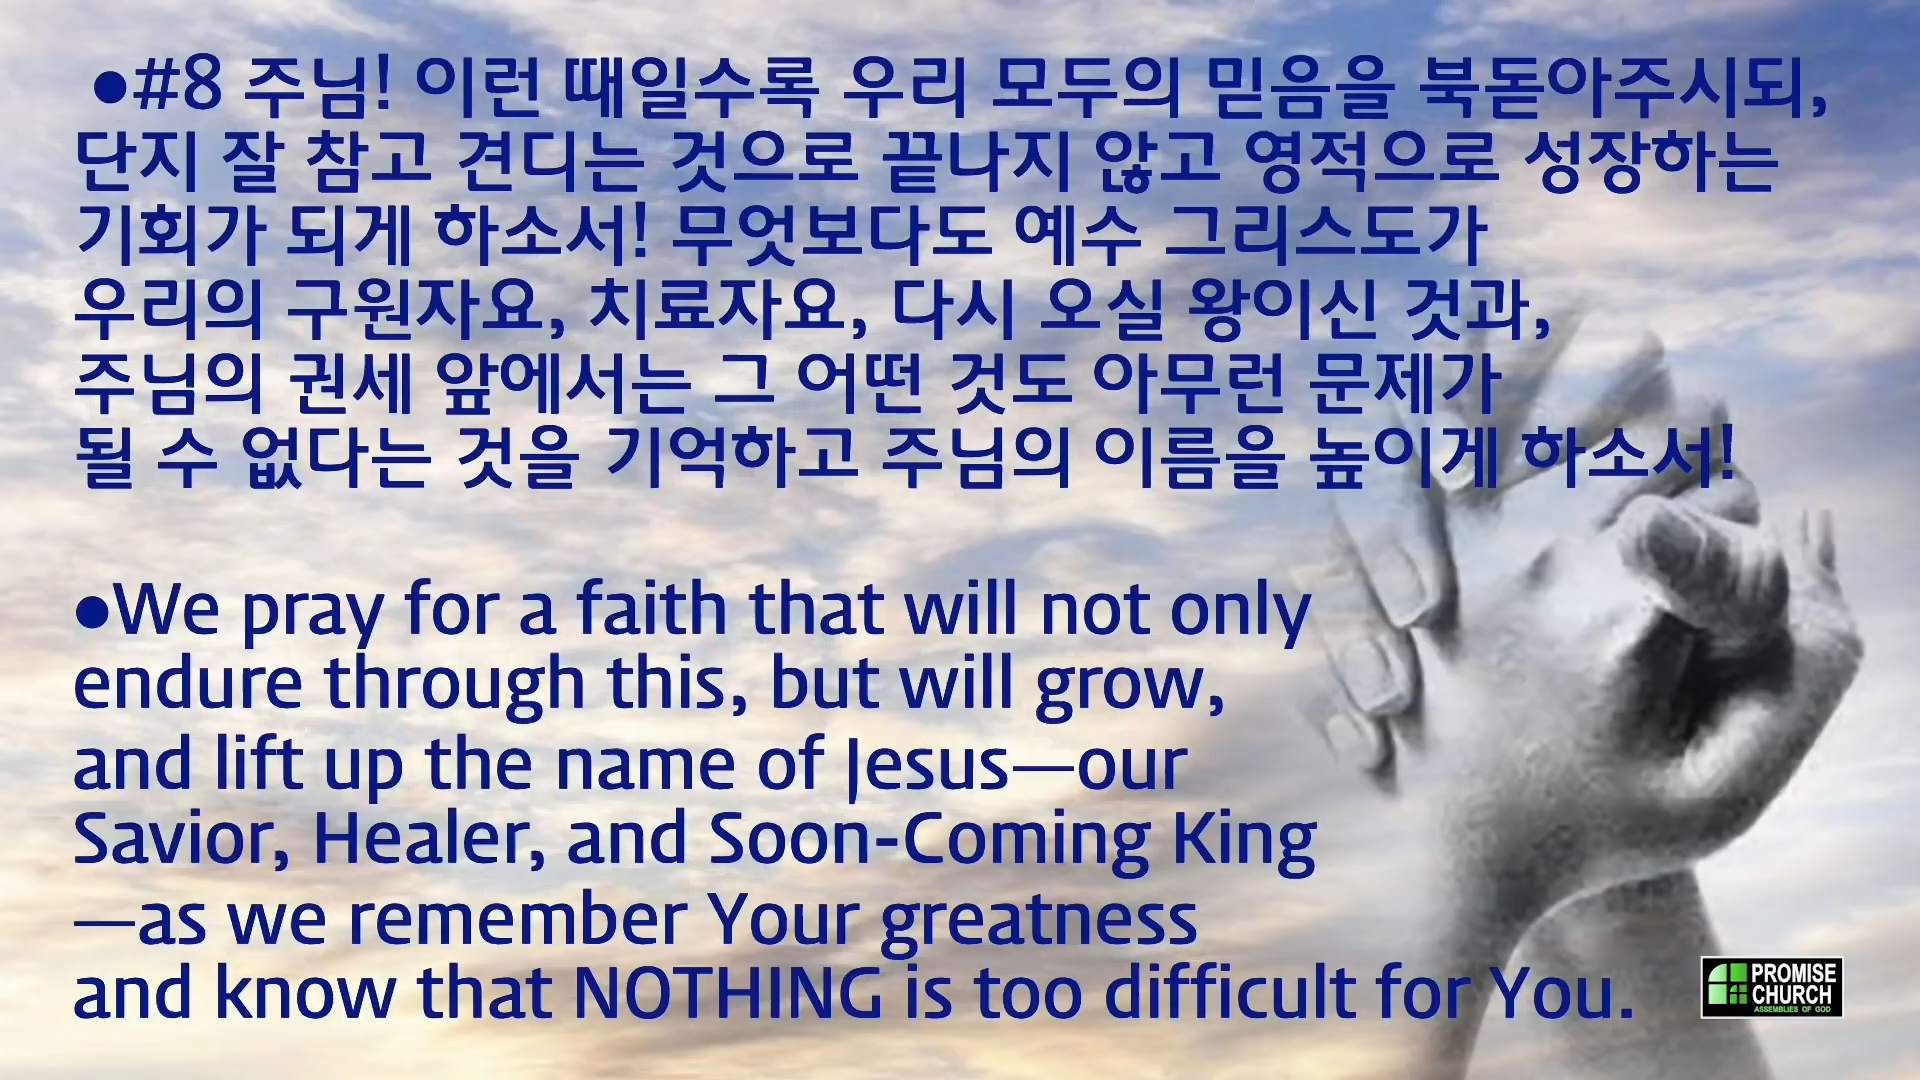 ●#8 주님! 이런 때일수록 우리 모두의 믿음을 북돋아주시되,
단지 잘 참고 견디는 것으로 끝나지 않고 영적으로 성장하는
기회가 되게 하소서! 무엇보다도 예수 그리스도가
우리의 구원자요, 치료자요, 다시 오실 왕이신 것과,
주님의 권세 앞에서는 그 어떤 것도 아무런 문제가
될 수 없다는 것을 기억하고 주님의 이름을 높이게 하소서!
●We pray for a faith that will not only
endure through this, but will grow,
and lift up the name of Jesus—our
Savior, Healer, and Soon-Coming King
—as we remember Your greatness
and know that NOTHING is too difficult for You.
PROMISE
CHURCH
ASSEMBLIES OF GOD